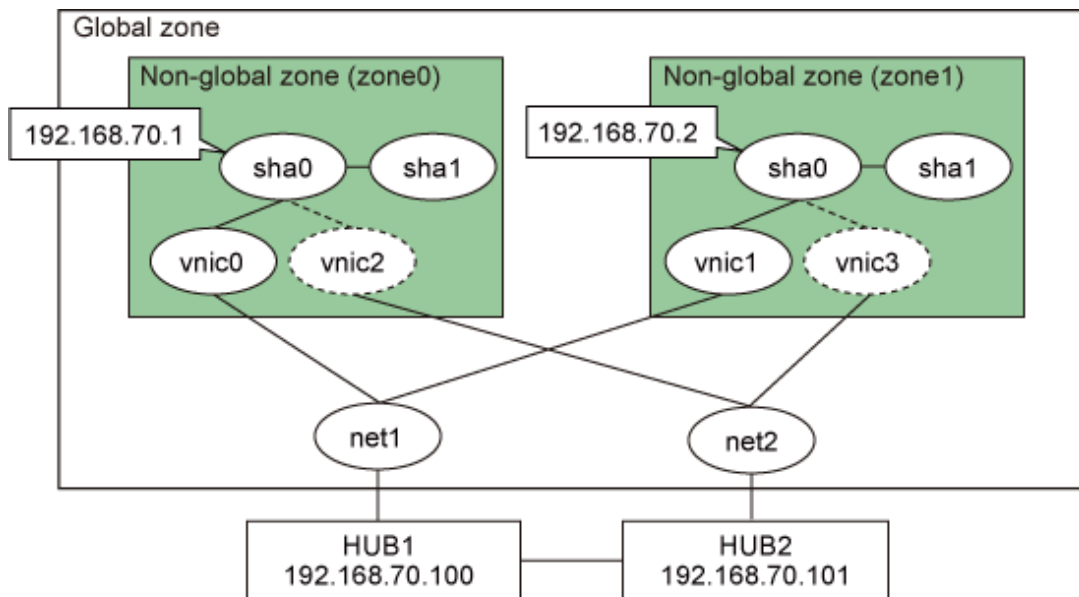 Global zone
Non-global zone (zone0)
Non-global zone (zone1)
192.168.70.1
192.168.70.2
sha0
sha1
sha0
sha1
vnic0
vnic2
vnic1
vnic3
net1
net2
HUB1
192.168.70.100
HUB2
192.168.70.101